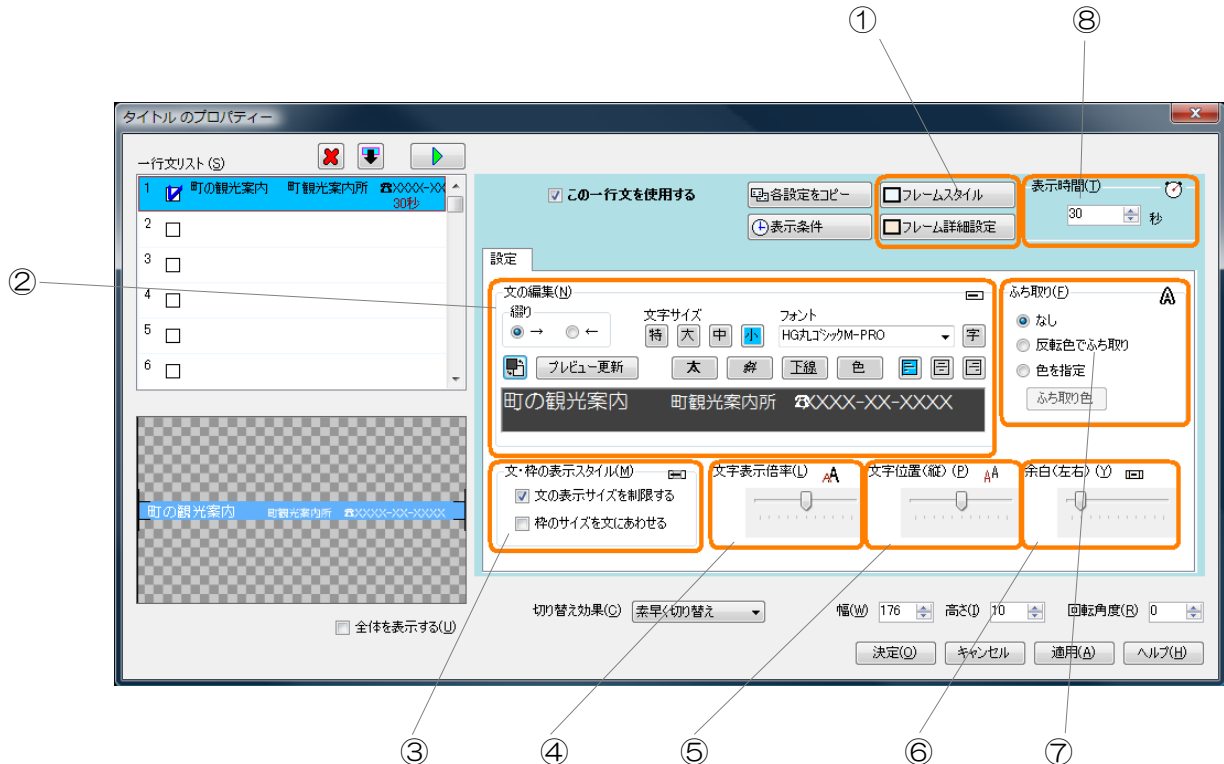 ① ⑧
タイトル のプロパティー
一行文リスト(S)
1 町の観光案内 町観光案内所 ☎XXXX-XX
30秒
2
3
4
5
6
この一行文を使用する
各設定をコピー
フレームスタイル
表示条件
フレーム詳細設定
表示時間(T)
30 秒
設定
②
文の編集(N)
綴り
→ ←
文字サイズ
特 大 中 小
フォント
HG丸ゴシックM-PRO 字
プレビュー更新 太 斜 下線 色
町の観光案内 町観光案内所 ☎XXXX-XX-XXXX
ふち取り(F)
なし
反転色でふち取り
色を指定
ふち取り色
町の観光案内 町観光案内所 ☎XXXX-XX-XXXX
全体を表示する(U)
文・枠の表示スタイル(M)
文の表示サイズを制限する
枠のサイズを文にあわせる
文字表示倍率(L) AA
文字位置(縦) (P) AA
余白(左右) (Y)
切り替え効果(C) 素早く切り替え
幅(W) 176 高さ(I) 10 回転角度(R) 0
決定(O) キャンセル 適用(A) ヘルプ(H)
③ ④ ⑤ ⑥ ⑦